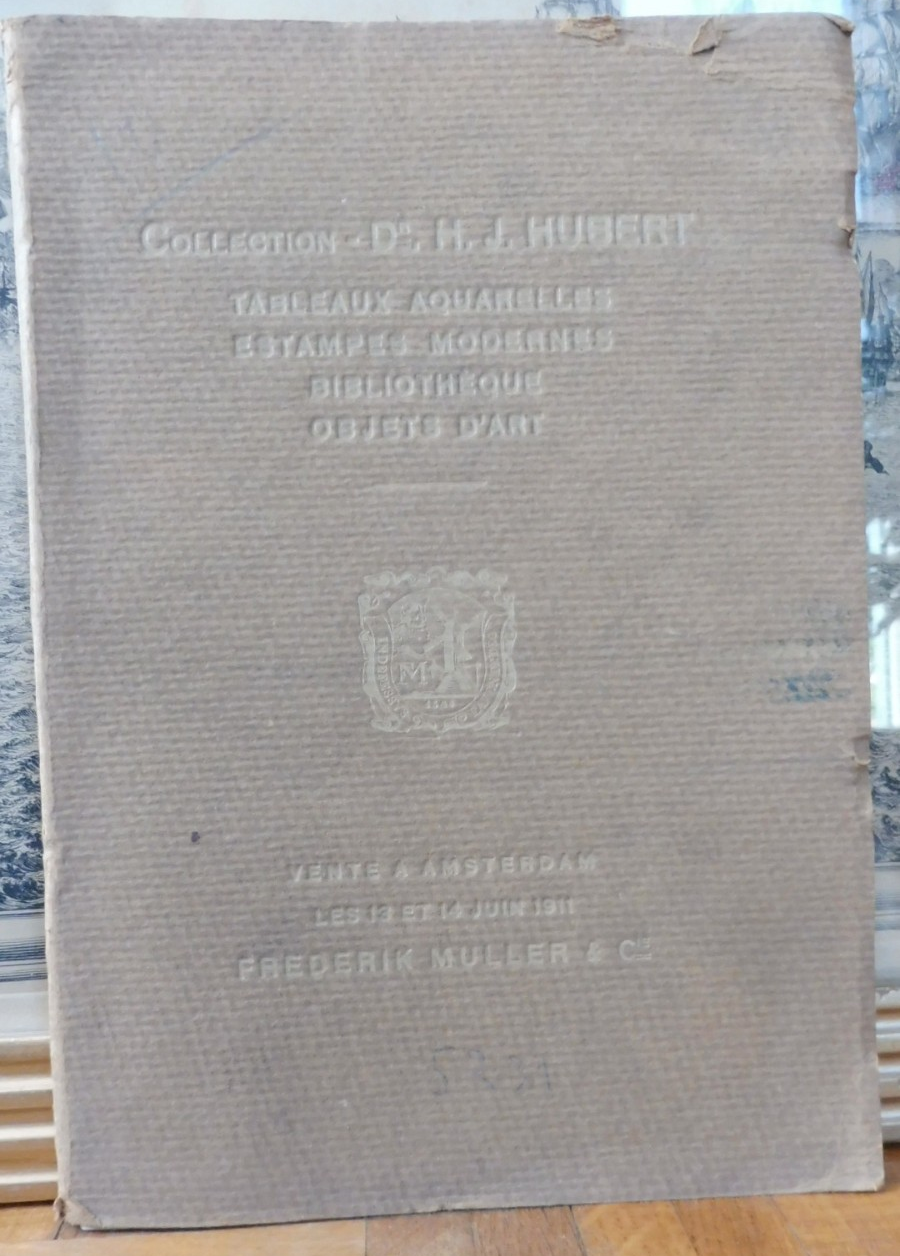 COLLECTION - Dr. H. J. HUBERT
TABLEAUX AQUARELLES
ESTAMPES MODERNES
BIBLIOTHÈQUE
OBJETS D'ART
M
VENTE À AMSTERDAM
LES 13 ET 14 JUIN 1911
FREDERIK MULLER & Cie